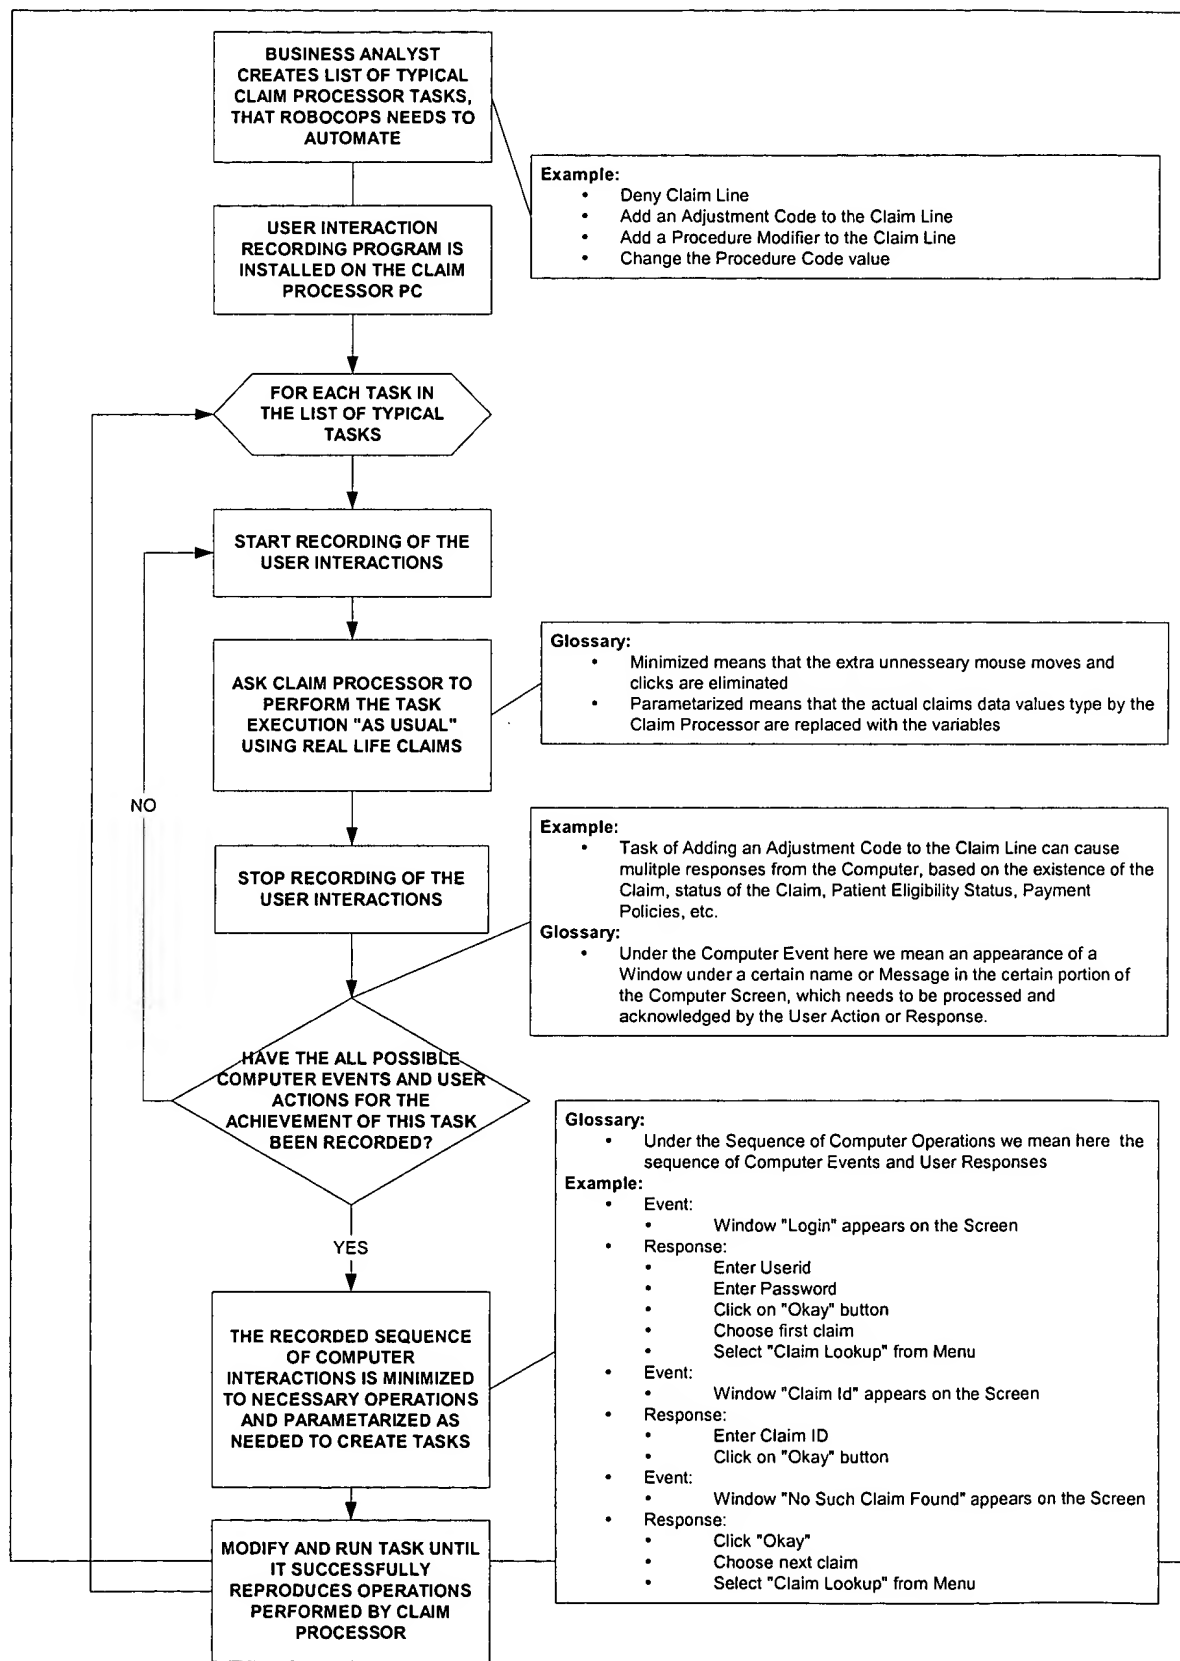 BUSINESS ANALYST
CREATES LIST OF TYPICAL
CLAIM PROCESSOR TASKS,
THAT ROBOCOPS NEEDS TO
AUTOMATE
Example:
• Deny Claim Line
• Add an Adjustment Code to the Claim Line
• Add a Procedure Modifier to the Claim Line
• Change the Procedure Code value
USER INTERACTION
RECORDING PROGRAM IS
INSTALLED ON THE CLAIM
PROCESSOR PC
FOR EACH TASK IN
THE LIST OF TYPICAL
TASKS
START RECORDING OF THE
USER INTERACTIONS
ASK CLAIM PROCESSOR TO
PERFORM THE TASK
EXECUTION "AS USUAL"
USING REAL LIFE CLAIMS
Glossary:
• Minimized means that the extra unnesseary mouse moves and
clicks are eliminated
• Parametarized means that the actual claims data values type by the
Claim Processor are replaced with the variables
NO
STOP RECORDING OF THE
USER INTERACTIONS
Example:
• Task of Adding an Adjustment Code to the Claim Line can cause
mulitple responses from the Computer, based on the existence of the
Claim, status of the Claim, Patient Eligibility Status, Payment
Policies, etc.
Glossary:
• Under the Computer Event here we mean an appearance of a
Window under a certain name or Message in the certain portion of
the Computer Screen, which needs to be processed and
acknowledged by the User Action or Response.
HAVE THE ALL POSSIBLE
COMPUTER EVENTS AND USER
ACTIONS FOR THE
ACHIEVEMENT OF THIS TASK
BEEN RECORDED?
YES
Glossary:
• Under the Sequence of Computer Operations we mean here the
sequence of Computer Events and User Responses
Example:
• Event:
• Window "Login" appears on the Screen
• Response:
• Enter Userid
• Enter Password
• Click on "Okay" button
• Choose first claim
• Select "Claim Lookup" from Menu
• Event:
• Window "Claim Id" appears on the Screen
• Response:
• Enter Claim ID
• Click on "Okay" button
• Event:
• Window "No Such Claim Found" appears on the Screen
• Response:
• Click "Okay"
• Choose next claim
• Select "Claim Lookup" from Menu
THE RECORDED SEQUENCE
OF COMPUTER
INTERACTIONS IS MINIMIZED
TO NECESSARY OPERATIONS
AND PARAMETARIZED AS
NEEDED TO CREATE TASKS
MODIFY AND RUN TASK UNTIL
IT SUCCESSFULLY
REPRODUCES OPERATIONS
PERFORMED BY CLAIM
PROCESSOR